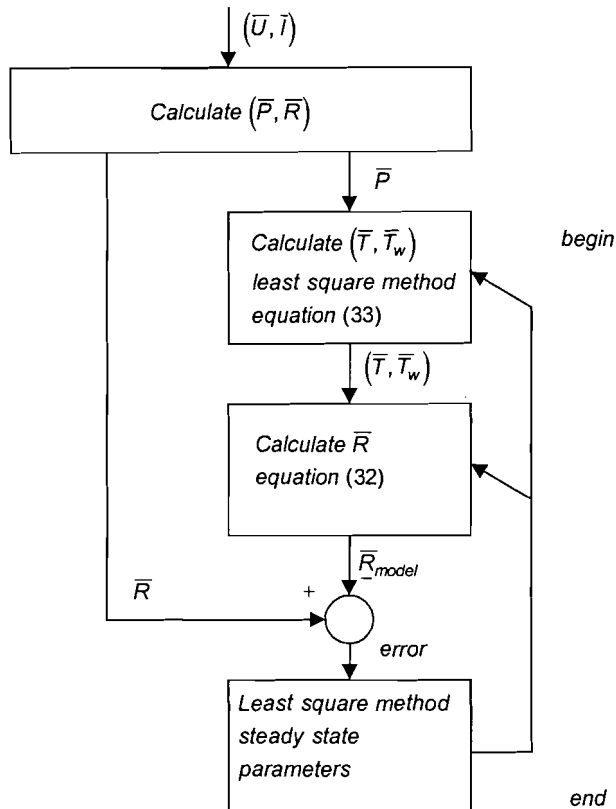 (U̅, I̅)
Calculate (P̅, R̅)
P̅
Calculate (T̅, T̅w)
least square method
equation (33)
begin
(T̅, T̅w)
Calculate R̅
equation (32)
R̅model
R̅
+
-
error
Least square method
steady state
parameters
end